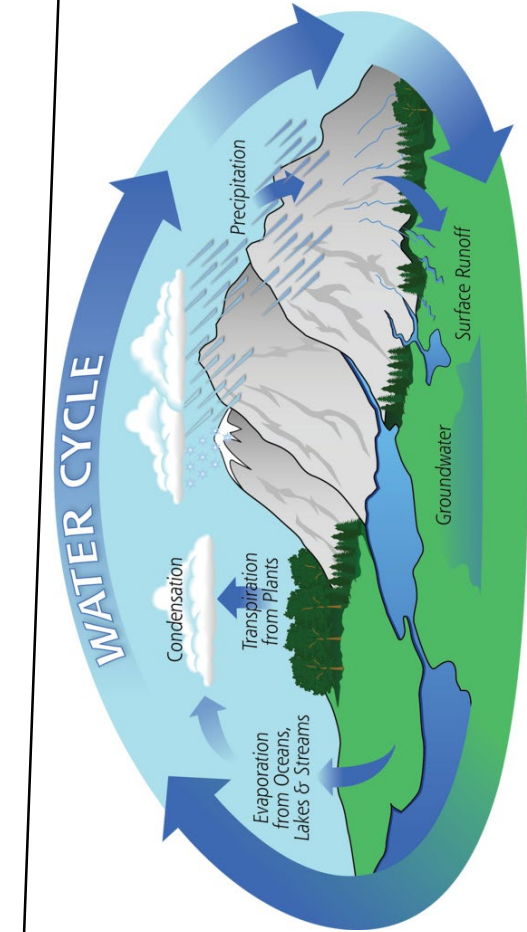 WATER CYCLE
Precipitation
Condensation
Transpiration
from Plants
Evaporation
from Oceans,
Lakes & Streams
Surface Runoff
Groundwater